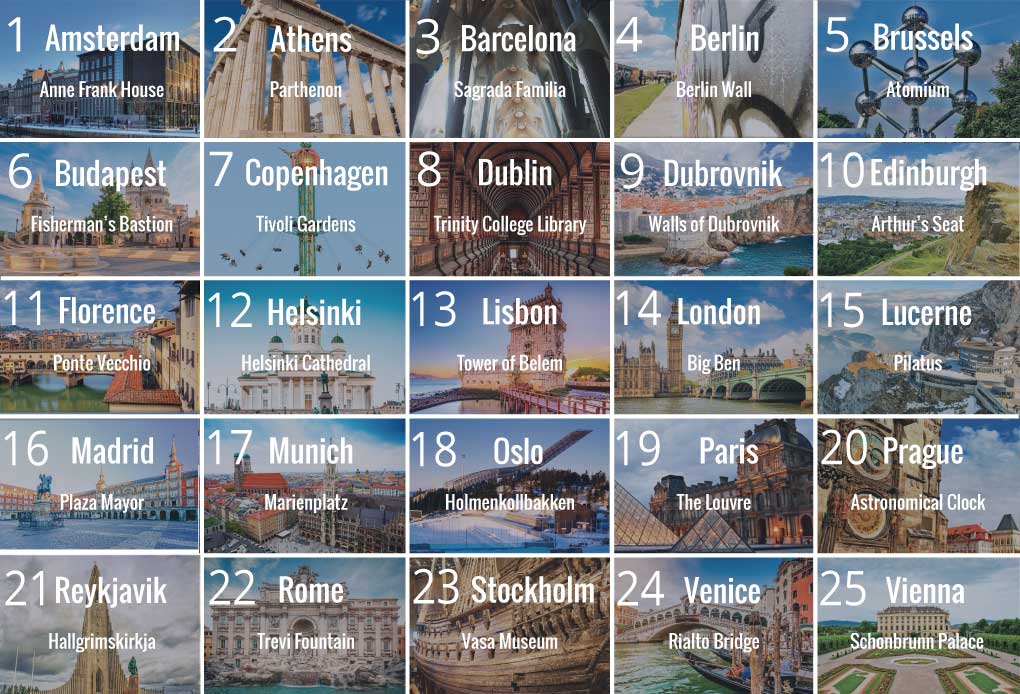 1 Amsterdam
Anne Frank House
2 Athens
Parthenon
3 Barcelona
Sagrada Familia
4 Berlin
Berlin Wall
5 Brussels
Atomium
6 Budapest
Fisherman's Bastion
7 Copenhagen
Tivoli Gardens
8 Dublin
Trinity College Library
9 Dubrovnik
Walls of Dubrovnik
10 Edinburgh
Arthur's Seat
11 Florence
Ponte Vecchio
12 Helsinki
Helsinki Cathedral
13 Lisbon
Tower of Belem
14 London
Big Ben
15 Lucerne
Pilatus
16 Madrid
Plaza Mayor
17 Munich
Marienplatz
18 Oslo
Holmenkollbakken
19 Paris
The Louvre
20 Prague
Astronomical Clock
21 Reykjavik
Hallgrimskirkja
22 Rome
Trevi Fountain
23 Stockholm
Vasa Museum
24 Venice
Rialto Bridge
25 Vienna
Schonbrunn Palace